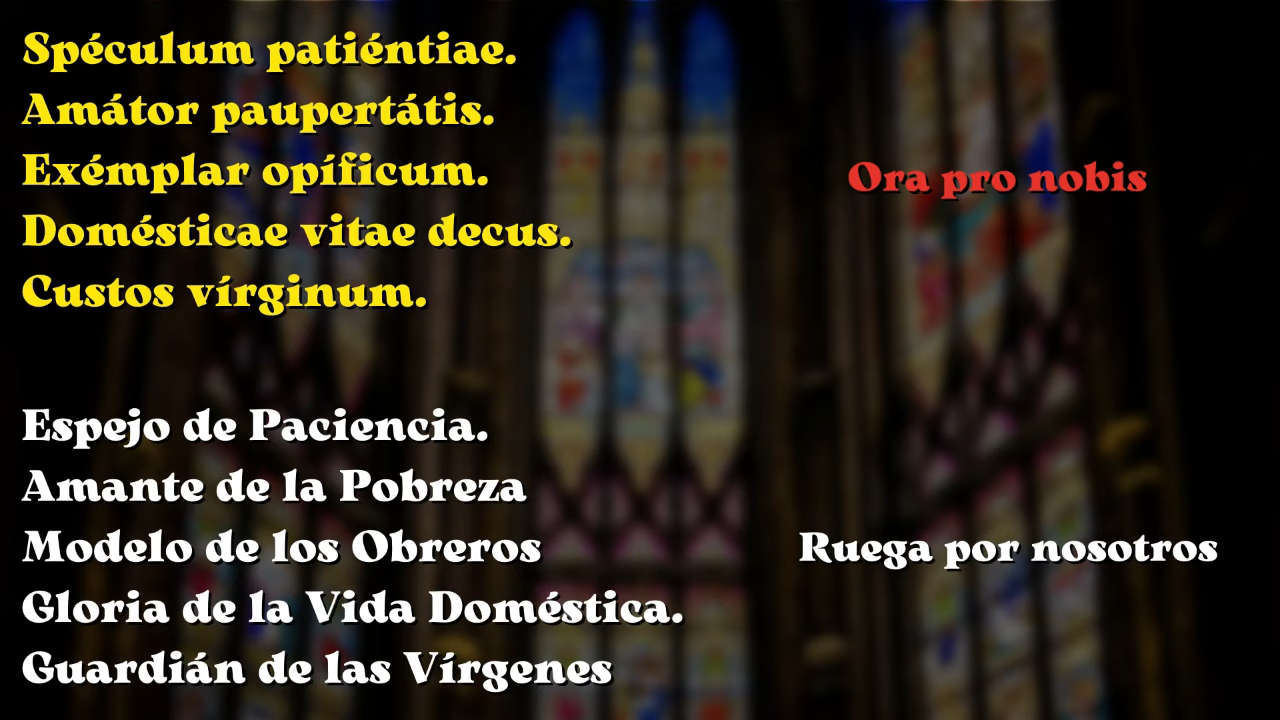 Spéculum patiéntiae.
Amátor paupertátis.
Exémplar opíficum.
Domésticae vitae decus.
Custos vírginum.
Ora pro nobis
Espejo de Paciencia.
Amante de la Pobreza
Modelo de los Obreros
Gloria de la Vida Doméstica.
Guardián de las Vírgenes
Ruega por nosotros